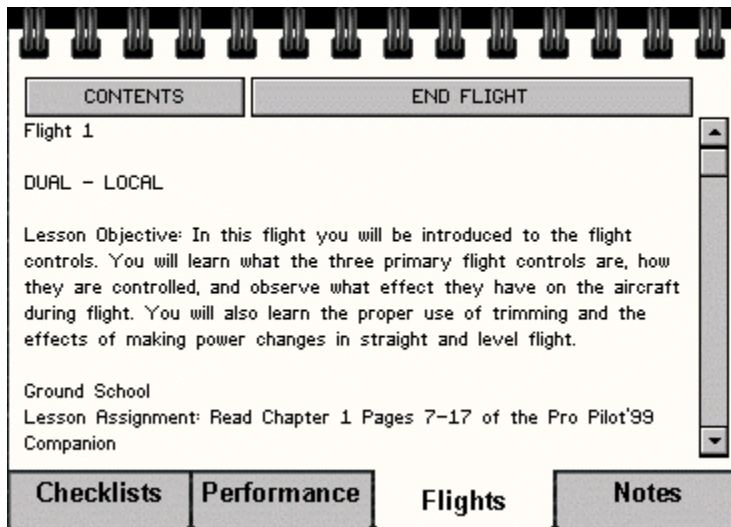 CONTENTS
END FLIGHT
Flight 1
DUAL - LOCAL
Lesson Objective: In this flight you will be introduced to the flight
controls. You will learn what the three primary flight controls are, how
they are controlled, and observe what effect they have on the aircraft
during flight. You will also learn the proper use of trimming and the
effects of making power changes in straight and level flight.
Ground School
Lesson Assignment: Read Chapter 1 Pages 7-17 of the Pro Pilot'99
Companion
Checklists
Performance
Flights
Notes